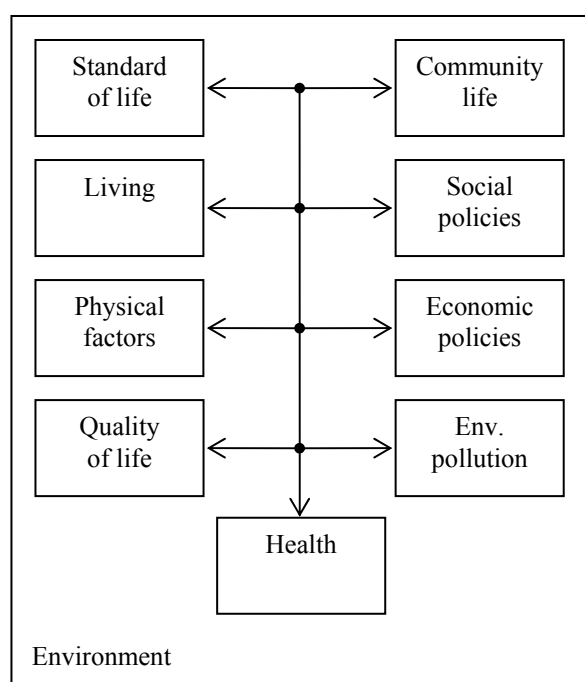 Standard
of life
Community
life
Living
Social
policies
Physical
factors
Economic
policies
Quality
of life
Env.
pollution
Health
Environment